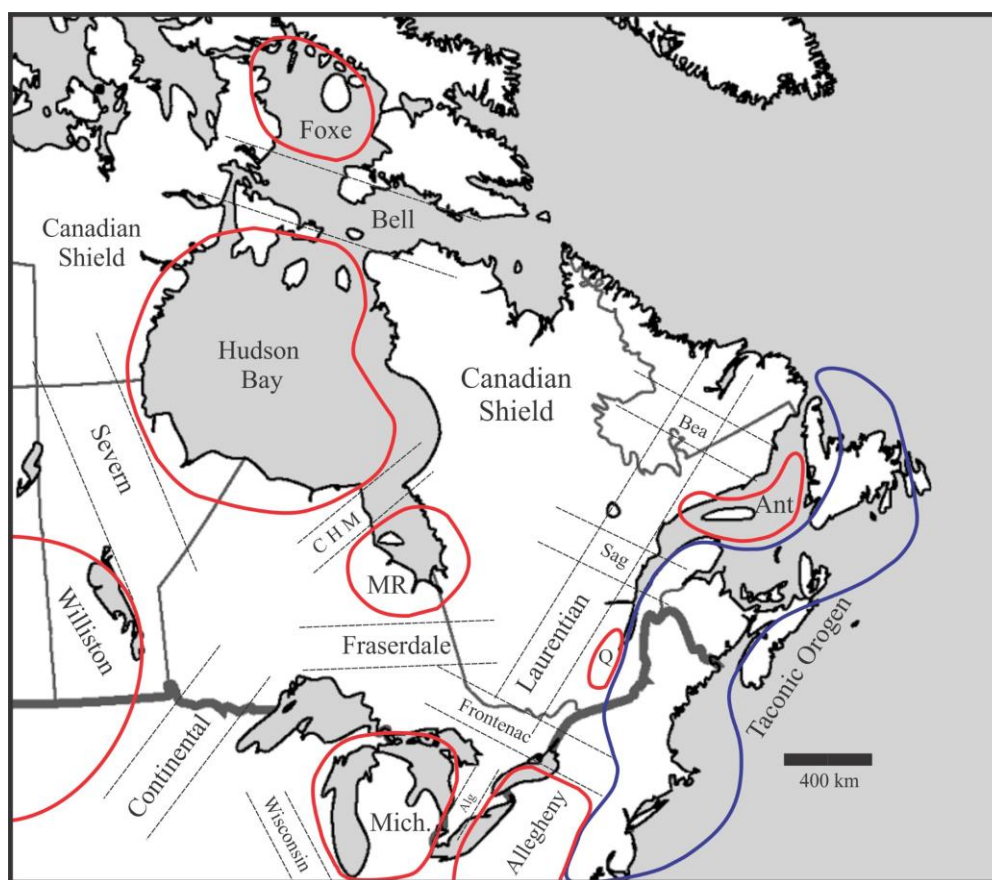 Foxe
Bell
Canadian
Shield
Hudson
Bay
Canadian
Shield
Severn
Bea
Ant
C H M
Sag
MR
Williston
Fraserdale
Laurentian
Q
Taconic Orogen
Frontenac
Continental
400 km
Alg
Mich.
Allegheny
Wisconsin